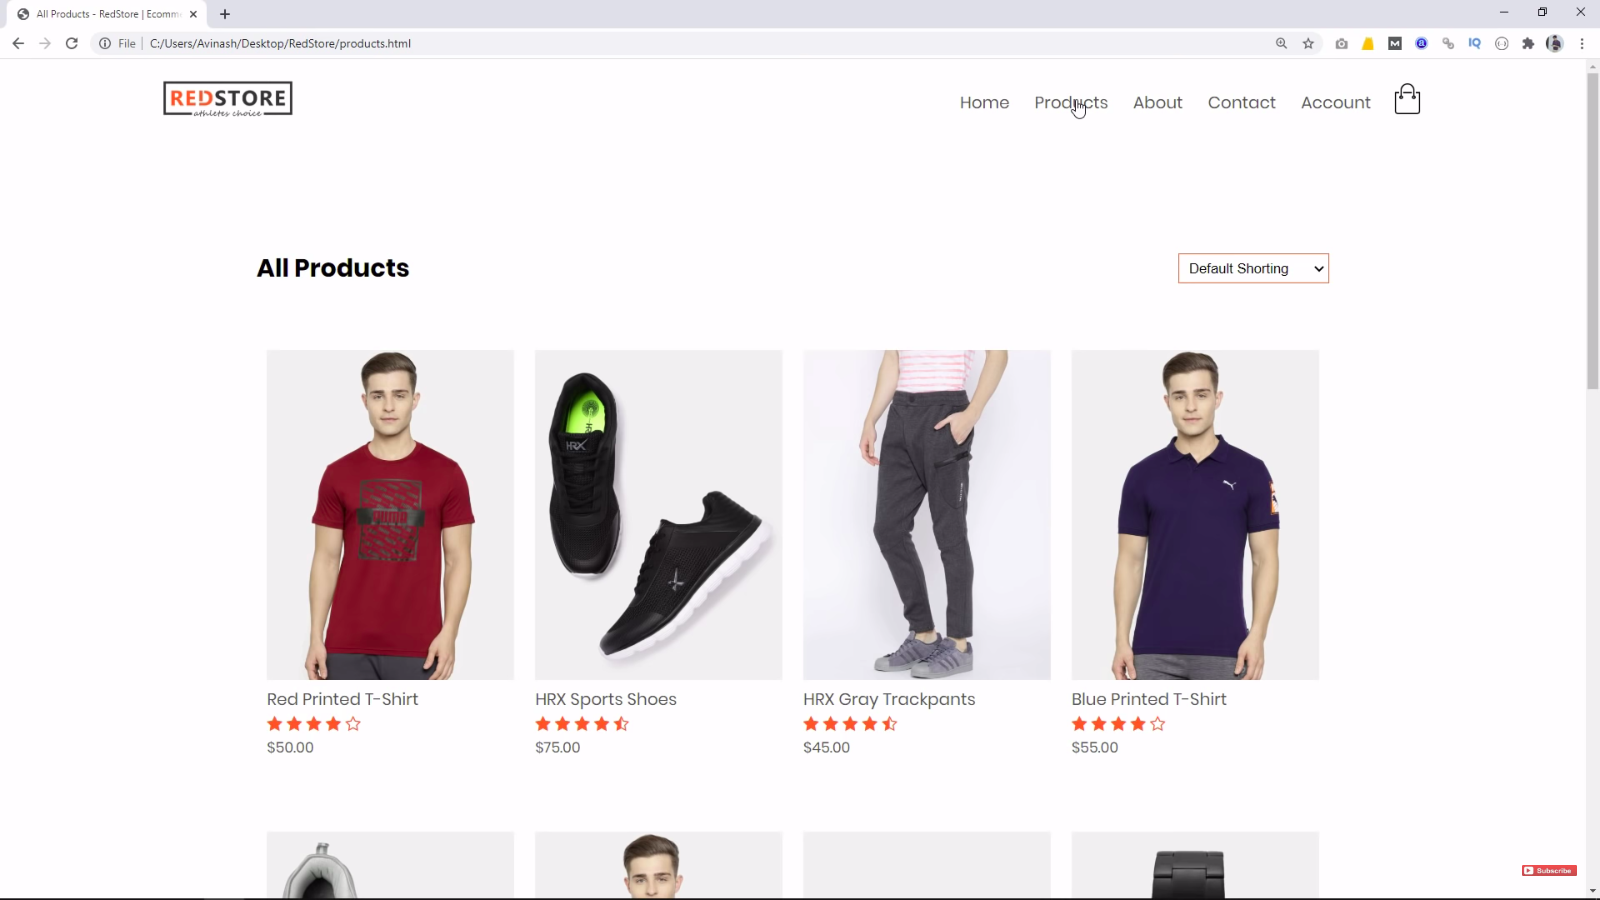 All Products - RedStore | Ecomm
File C:/Users/Avinash/Desktop/RedStore/products.html
REDSTORE
athletes choice
Home Products About Contact Account
All Products
Default Shorting
HRX
Red Printed T-Shirt
$50.00
HRX Sports Shoes
$75.00
HRX Gray Trackpants
$45.00
Blue Printed T-Shirt
$55.00
Subscribe